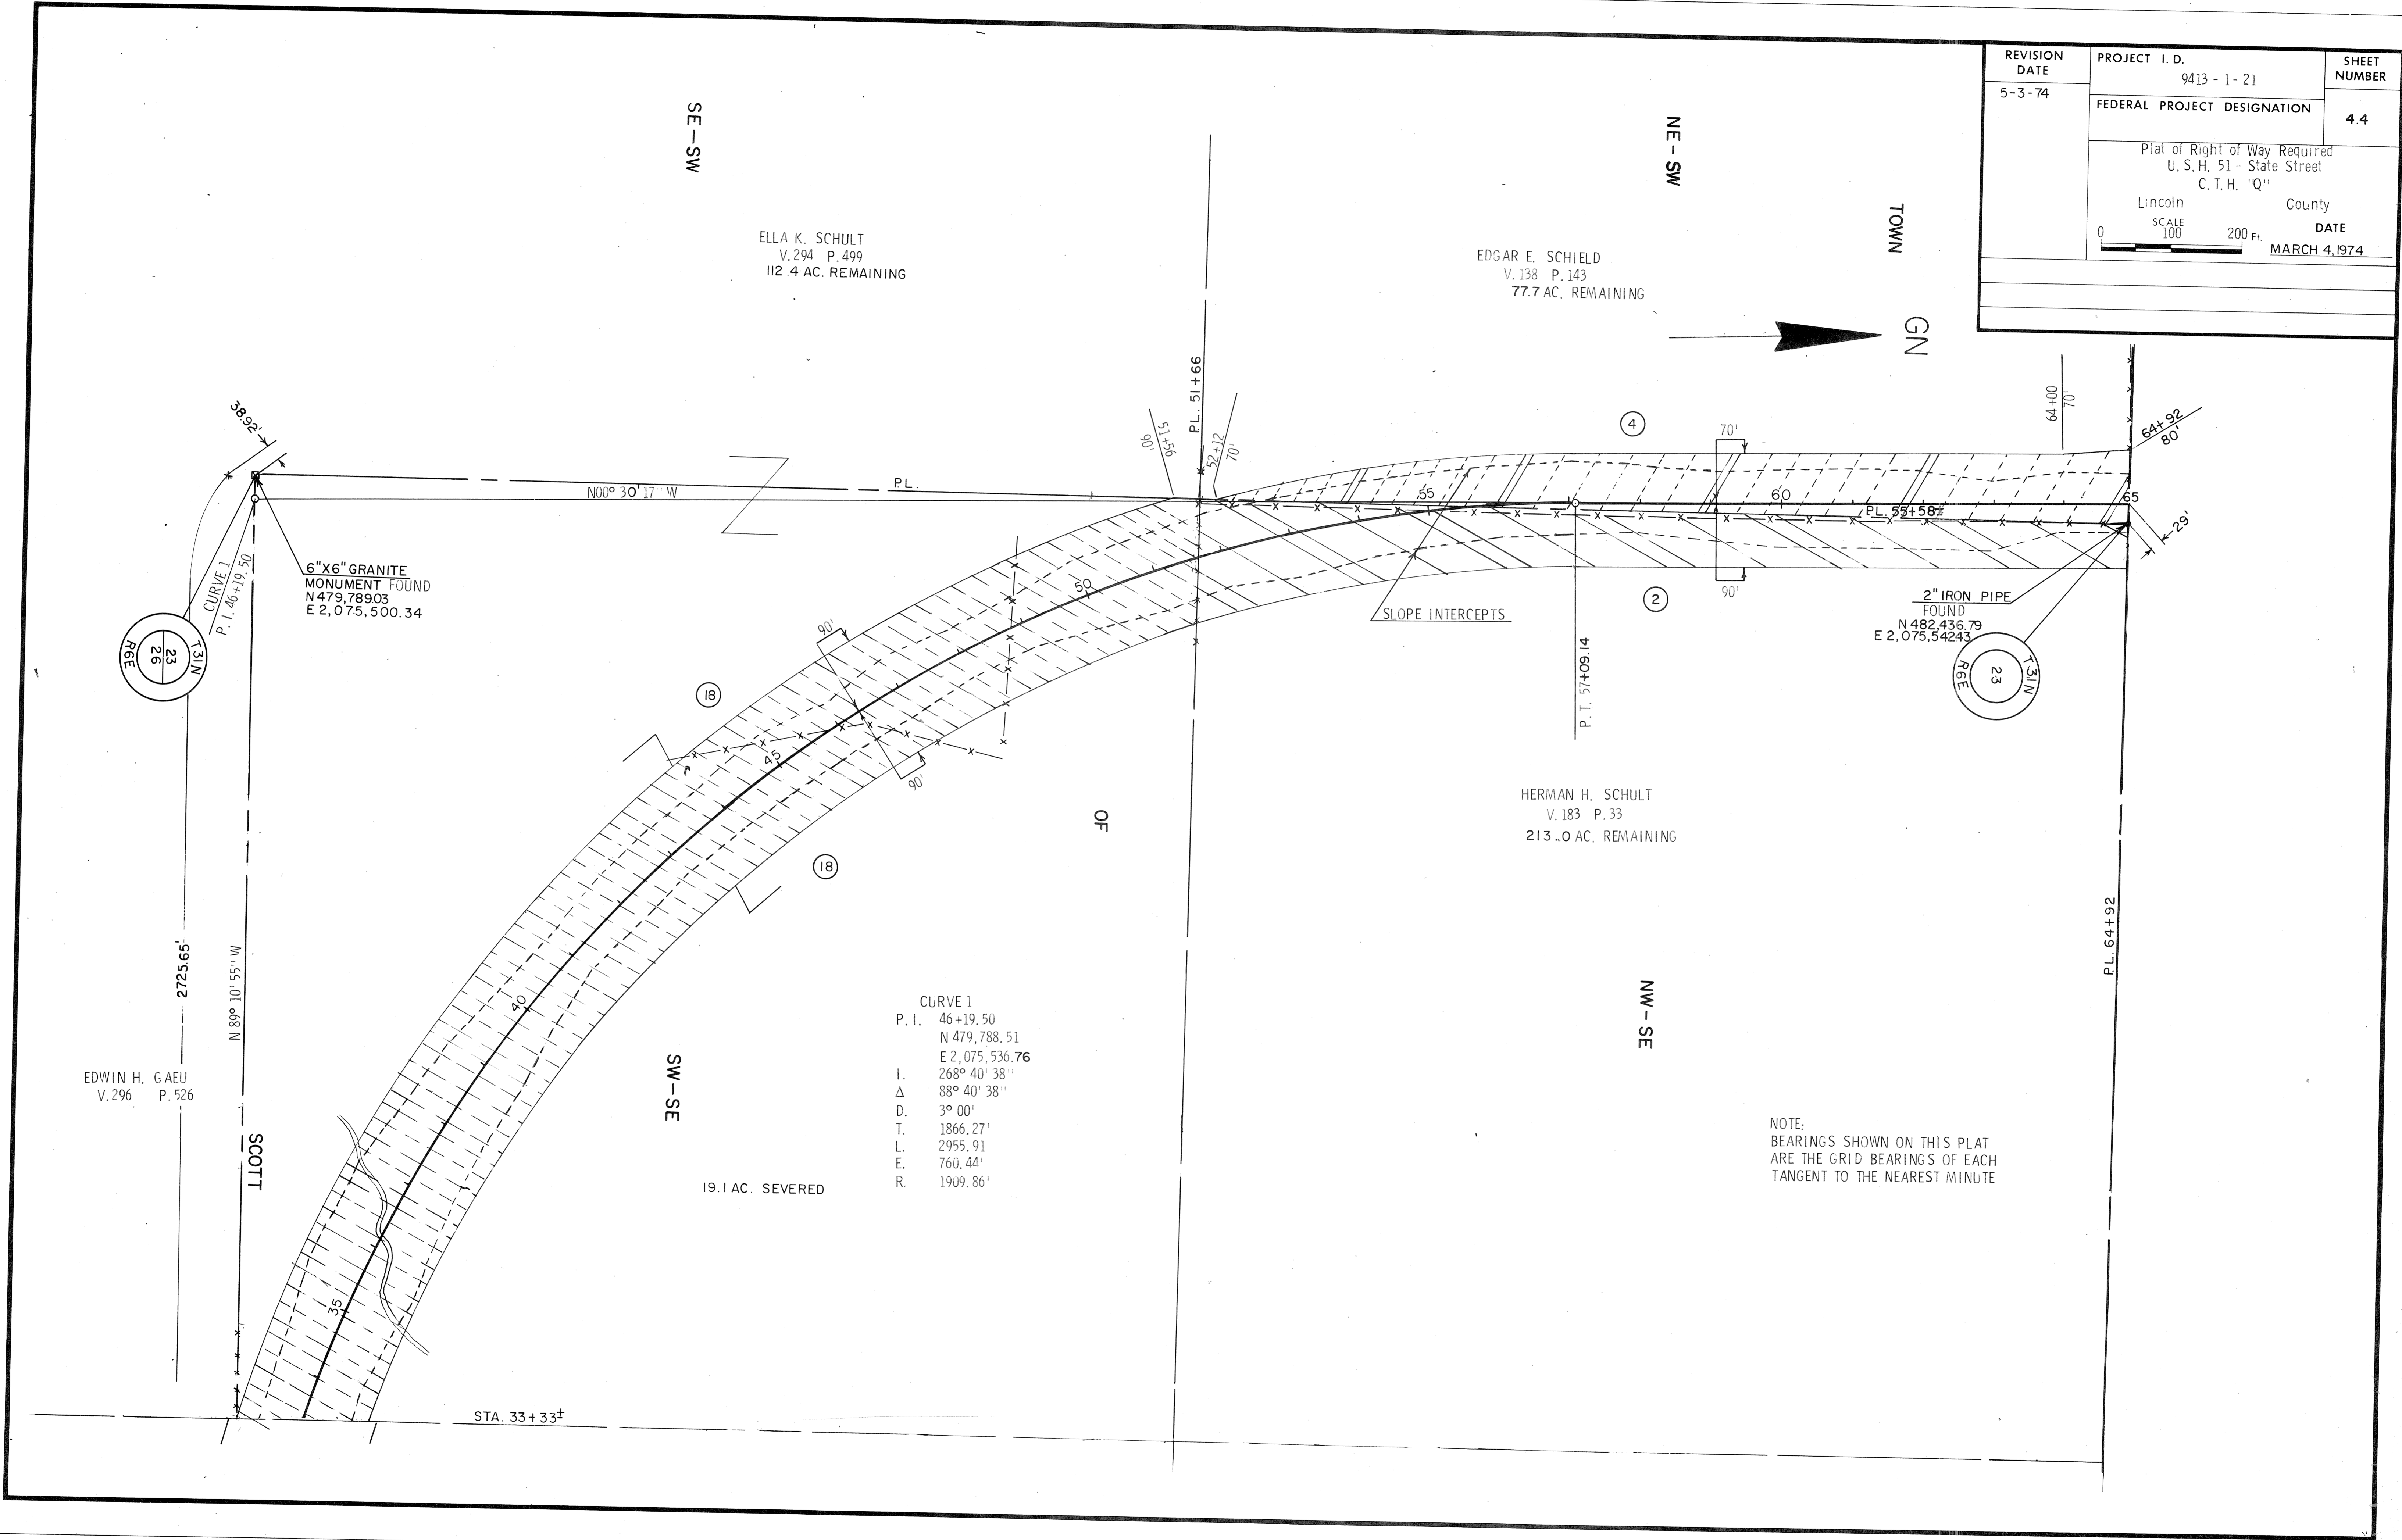 REVISION DATE
5-3-74
PROJECT I. D.
9413 - 1 - 21
FEDERAL PROJECT DESIGNATION
SHEET NUMBER
4.4
Plat of Right of Way Required
U. S. H. 51 - State Street
C. T. H. "Q"
Lincoln County
SCALE
0 100 200 Ft.
DATE
MARCH 4, 1974
SE — SW
NE - SW
TOWN
ELLA K. SCHULT
V. 294 P. 499
112.4 AC. REMAINING
EDGAR E. SCHIELD
V. 138 P. 143
77.7 AC. REMAINING
GN
P.L. 51+66
51+56
90'
52+12
70'
64+00
70'
64+92
80'
38.92'
N00° 30' 17" W
P.L.
4
70'
55
60
65
P.L. 55+58±
29'
CURVE 1
P. I. 46+19.50
6"X6" GRANITE
MONUMENT FOUND
N 479,789.03
E 2,075,500.34
T31N
23
26
R6E
50
SLOPE INTERCEPTS
2
90'
2" IRON PIPE
FOUND
N 482,436.79
E 2,075,542.43
T31N
23
R6E
P. T. 57+09.14
90'
18
45
90'
18
OF
HERMAN H. SCHULT
V. 183 P. 33
213.0 AC. REMAINING
2725.65'
N 89° 10' 55" W
40
P.L. 64+92
CURVE 1
P. I. 46+19.50
N 479,788.51
E 2,075,536.76
I. 268° 40' 38"
Δ 88° 40' 38"
D. 3° 00'
T. 1866.27'
L. 2955.91
E. 760.44'
R. 1909.86'
NW - SE
SW-SE
EDWIN H. GAEU
V. 296 P. 526
SCOTT
19.1 AC. SEVERED
NOTE:
BEARINGS SHOWN ON THIS PLAT
ARE THE GRID BEARINGS OF EACH
TANGENT TO THE NEAREST MINUTE
35
STA. 33+33±